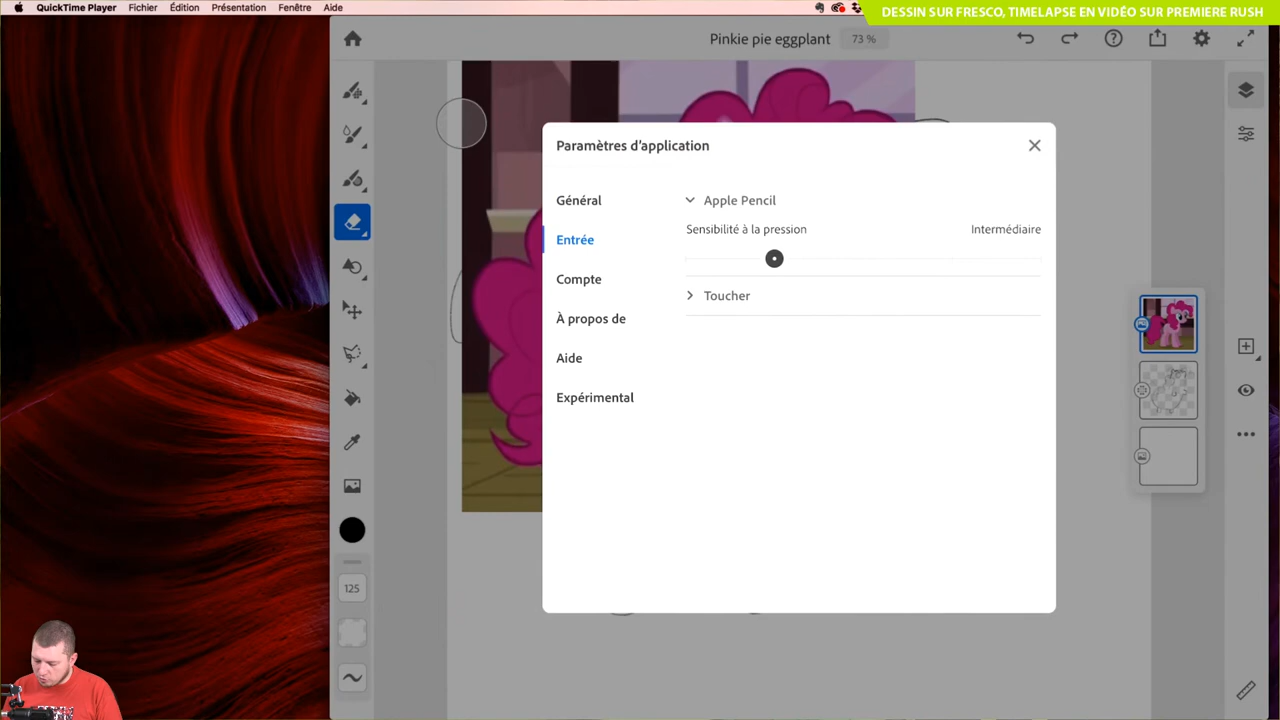 QuickTime Player Fichier Édition Présentation Fenêtre Aide
DESSIN SUR FRESCO, TIMELAPSE EN VIDÉO SUR PREMIERE RUSH
Pinkie pie eggplant 73 %
Paramètres d'application
Général
Entrée
Compte
À propos de
Aide
Expérimental
Apple Pencil
Sensibilité à la pression Intermédiaire
Toucher
125